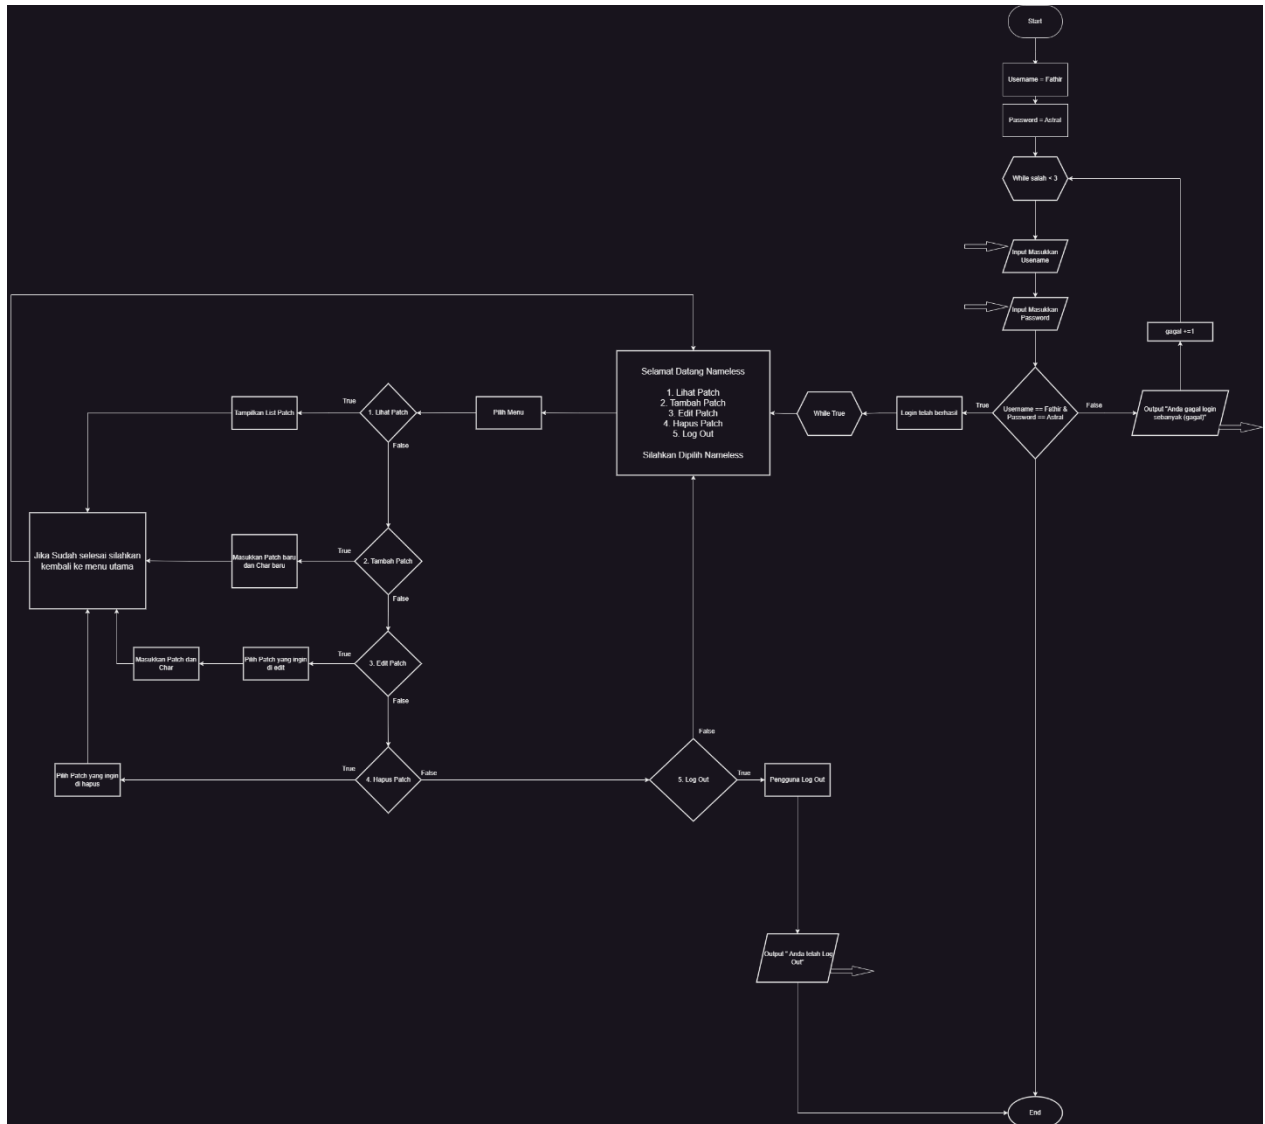 Start
Username = Fathir
Password = Astral
While salah < 3
Input Masukkan
Usename
Input Masukkan
Password
gagal +=1
Username == Fathir &
Password == Astral
False
Output "Anda gagal login
sebanyak (gagal)"
True
Login telah berhasil
While True
Selamat Datang Nameless
1. Lihat Patch
2. Tambah Patch
3. Edit Patch
4. Hapus Patch
5. Log Out
Silahkan Dipilih Nameless
Pilih Menu
1. Lihat Patch
True
Tampilkan List Patch
False
2. Tambah Patch
True
Masukkan Patch baru
dan Char baru
Jika Sudah selesai silahkan
kembali ke menu utama
False
3. Edit Patch
True
Pilih Patch yang ingin
di edit
Masukkan Patch dan
Char
False
4. Hapus Patch
True
Pilih Patch yang ingin
di hapus
False
5. Log Out
False
True
Pengguna Log Out
Output " Anda telah Log
Out"
End